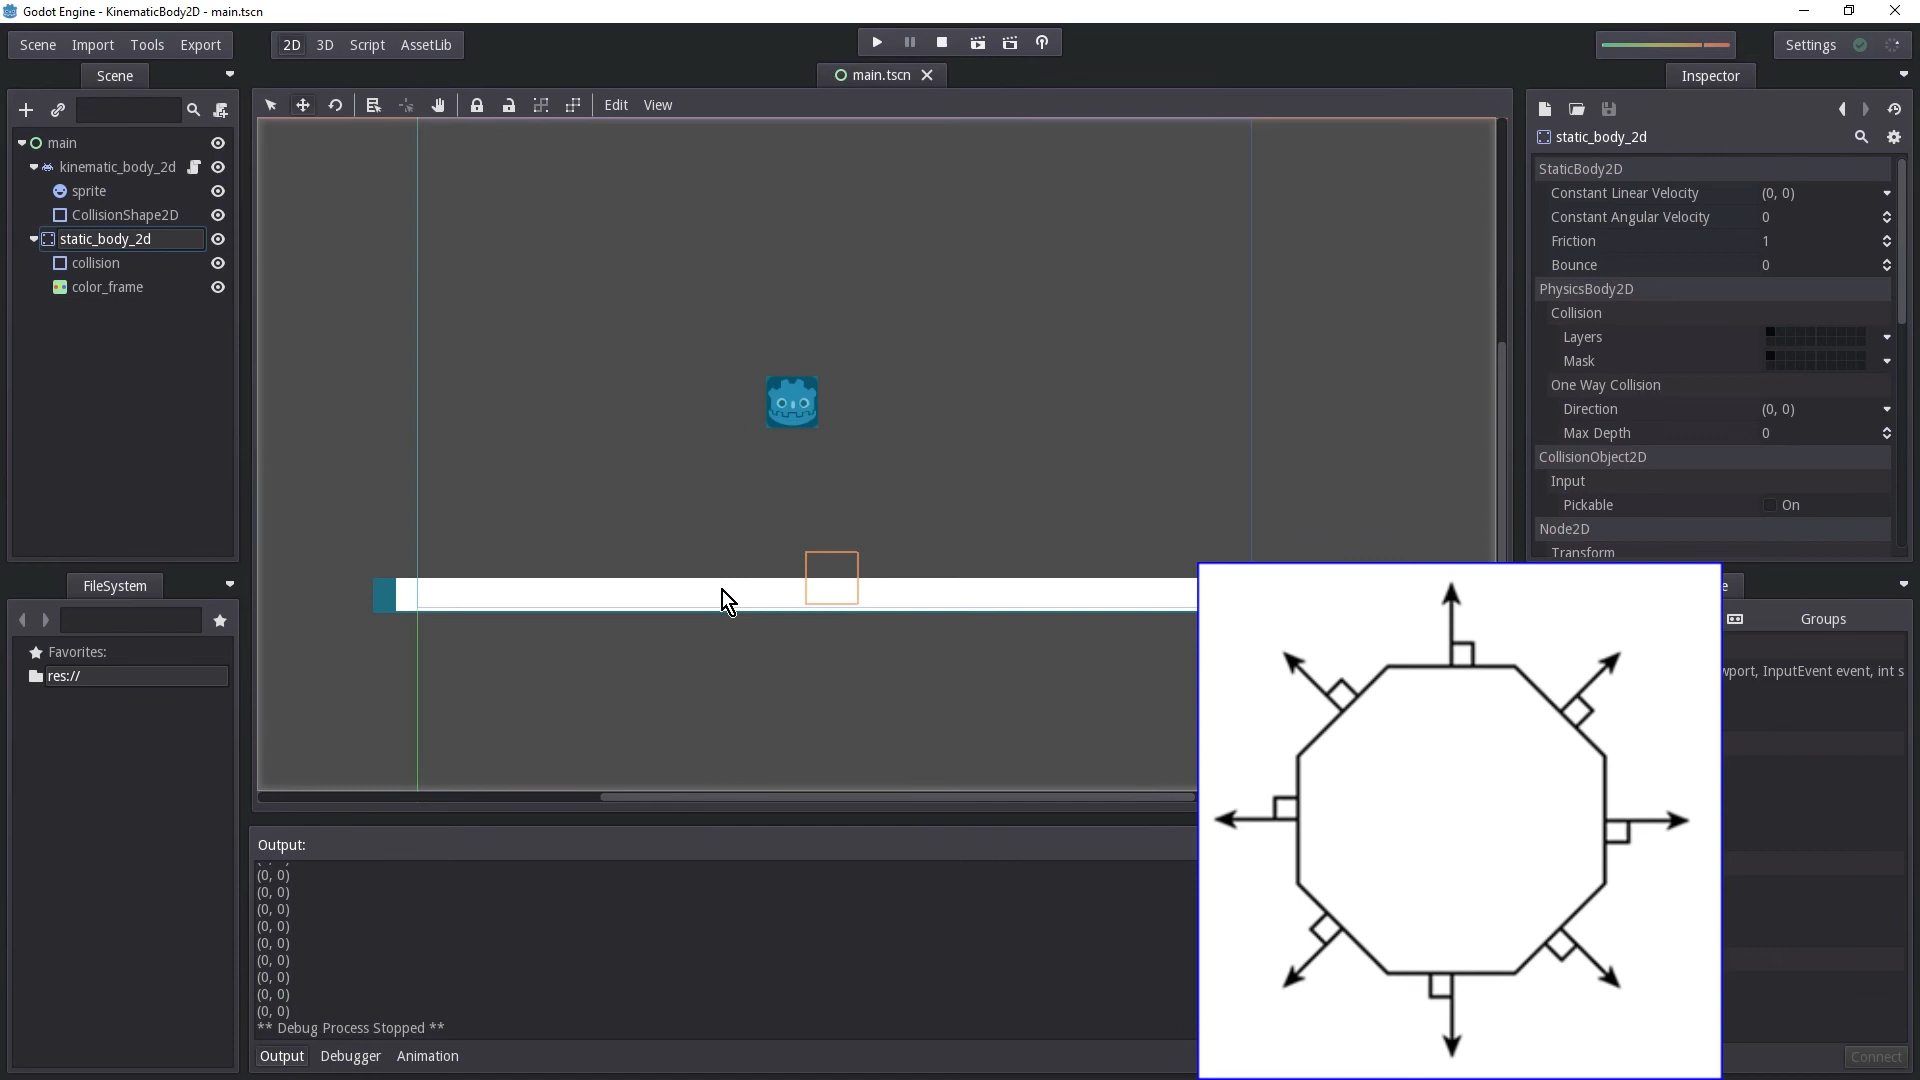 Godot Engine - KinematicBody2D - main.tscn
Scene Import Tools Export
2D 3D Script AssetLib
Settings
Scene
main.tscn
Inspector
Edit View
main
kinematic_body_2d
sprite
CollisionShape2D
static_body_2d
collision
color_frame
static_body_2d
StaticBody2D
Constant Linear Velocity (0, 0)
Constant Angular Velocity 0
Friction 1
Bounce 0
PhysicsBody2D
Collision
Layers
Mask
One Way Collision
Direction (0, 0)
Max Depth 0
CollisionObject2D
Input
Pickable On
Node2D
Transform
FileSystem
Favorites:
res://
Groups
InputEvent event, int s
Output:
(0, 0)
(0, 0)
(0, 0)
(0, 0)
(0, 0)
(0, 0)
(0, 0)
(0, 0)
(0, 0)
** Debug Process Stopped **
Output Debugger Animation
Connect